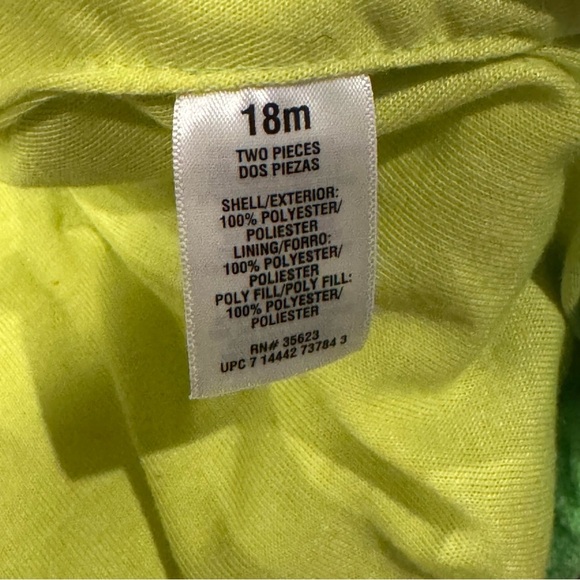 18m
TWO PIECES
DOS PIEZAS
SHELL/EXTERIOR:
100% POLYESTER/
POLIESTER
LINING/FORRO:
100% POLYESTER/
POLIESTER
POLY FILL/POLY FILL:
100% POLYESTER/
POLIESTER
RN# 35623
UPC 7 14442 73784 3